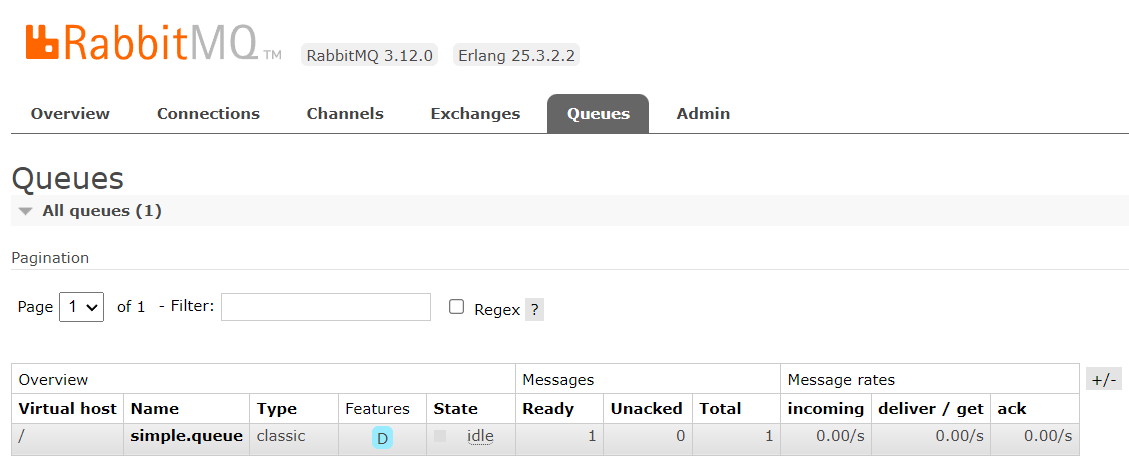 RabbitMQ TM RabbitMQ 3.12.0 Erlang 25.3.2.2
Overview Connections Channels Exchanges Queues Admin
Queues
All queues (1)
Pagination
Page 1 of 1 - Filter: Regex ?
Overview Messages Message rates +/-
Virtual host Name Type Features State Ready Unacked Total incoming deliver / get ack
/ simple.queue classic D idle 1 0 1 0.00/s 0.00/s 0.00/s